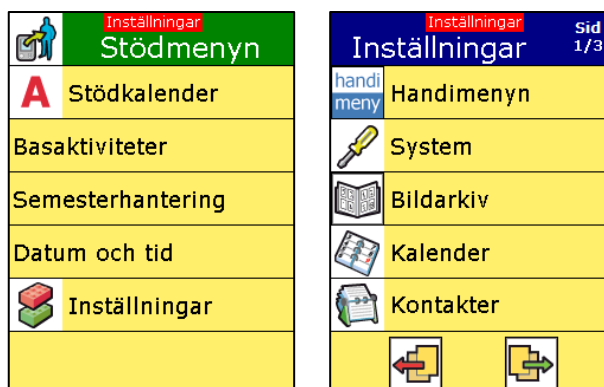 Inställningar
Stödmenyn
A Stödkalender
Basaktiviteter
Semesterhantering
Datum och tid
Inställningar
Inställningar
Inställningar
Sid
1/3
handi
meny
Handimenyn
System
Bildarkiv
Kalender
Kontakter